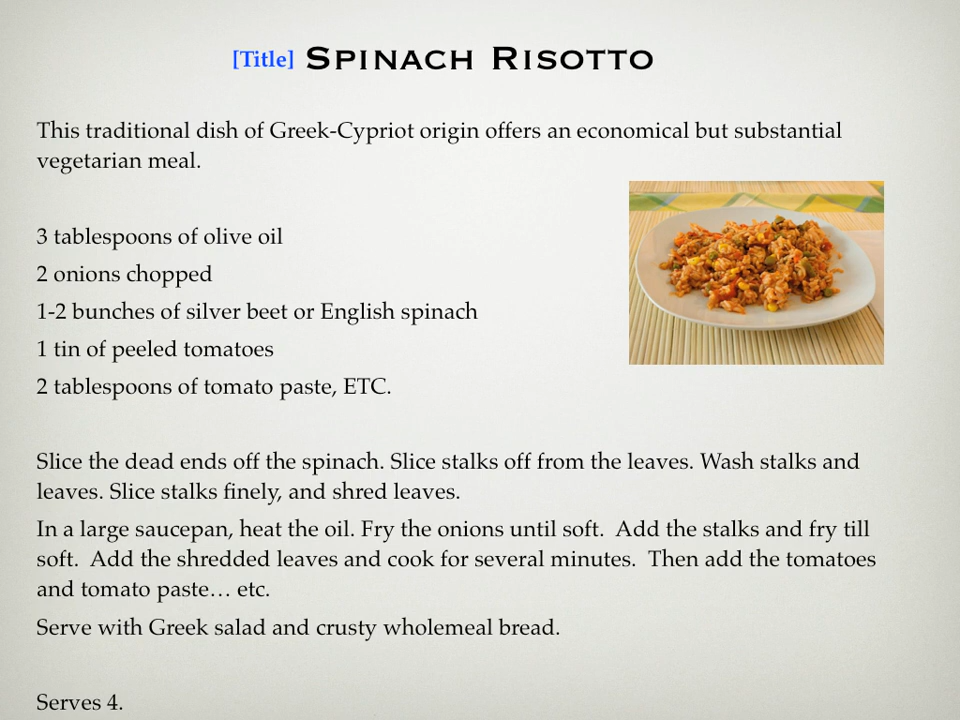 [Title] Spinach Risotto
This traditional dish of Greek-Cypriot origin offers an economical but substantial
vegetarian meal.
3 tablespoons of olive oil
2 onions chopped
1-2 bunches of silver beet or English spinach
1 tin of peeled tomatoes
2 tablespoons of tomato paste, ETC.
Slice the dead ends off the spinach. Slice stalks off from the leaves. Wash stalks and
leaves. Slice stalks finely, and shred leaves.
In a large saucepan, heat the oil. Fry the onions until soft.  Add the stalks and fry till
soft.  Add the shredded leaves and cook for several minutes.  Then add the tomatoes
and tomato paste… etc.
Serve with Greek salad and crusty wholemeal bread.
Serves 4.